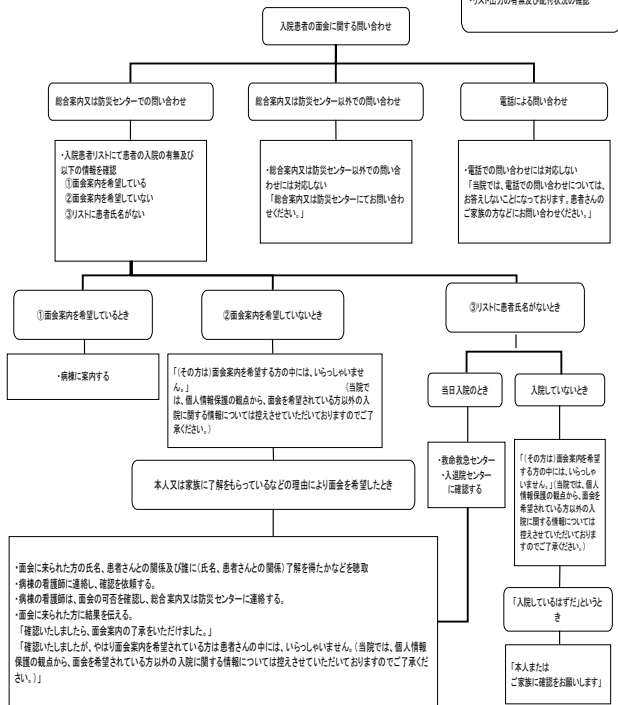 ・リスト出力の有無及び配付状況の確認
入院患者の面会に関する問い合わせ
総合案内又は防災センターでの問い合わせ
総合案内又は防災センター以外での問い合わせ
電話による問い合わせ
・入院患者リストにて患者の入院の有無及び
以下の情報を確認
①面会案内を希望している
②面会案内を希望していない
③リストに患者氏名がない
・総合案内又は防災センター以外での問い合
わせには対応しない
「総合案内又は防災センターにてお問い合わ
せください。」
・電話での問い合わせには対応しない
「当院では、電話での問い合わせについては、
お答えしないことになっております。患者さんの
ご家族の方などにお問い合わせください。」
①面会案内を希望しているとき
②面会案内を希望していないとき
③リストに患者氏名がないとき
・病棟に案内する
「(その方は)面会案内を希望する方の中には、いらっしゃいませ
ん。」 (当院で
は、個人情報保護の観点から、面会を希望されている方以外の入
院に関する情報については控えさせていただいておりますのでご了
承ください。)
当日入院のとき
入院していないとき
・救命救急センター
・入退院センター
に確認する
「(その方は)面会案内を希望
する方の中には、いらっしゃ
いません。」(当院では、個人
情報保護の観点から、面会を
希望されている方以外の入
院に関する情報については
控えさせていただいておりま
すのでご了承ください。)
本人又は家族に了解をもらっているなどの理由により面会を希望したとき
・面会に来られた方の氏名、患者さんとの関係及び誰に(氏名、患者さんとの関係)了解を得たかなどを聴取
・病棟の看護師に連絡し、確認を依頼する。
・病棟の看護師は、面会の可否を確認し、総合案内又は防災センターに連絡する。
・面会に来られた方に結果を伝える。
「確認いたしましたら、面会案内の了承をいただけました。」
「確認いたしましたが、やはり面会案内を希望されている方は患者さんの中には、いらっしゃいません。(当院では、個人情報
保護の観点から、面会を希望されている方以外の入院に関する情報については控えさせていただいておりますのでご了承くだ
さい。)」
「入院しているはずだ」というと
き
「本人または
ご家族に確認をお願いします」